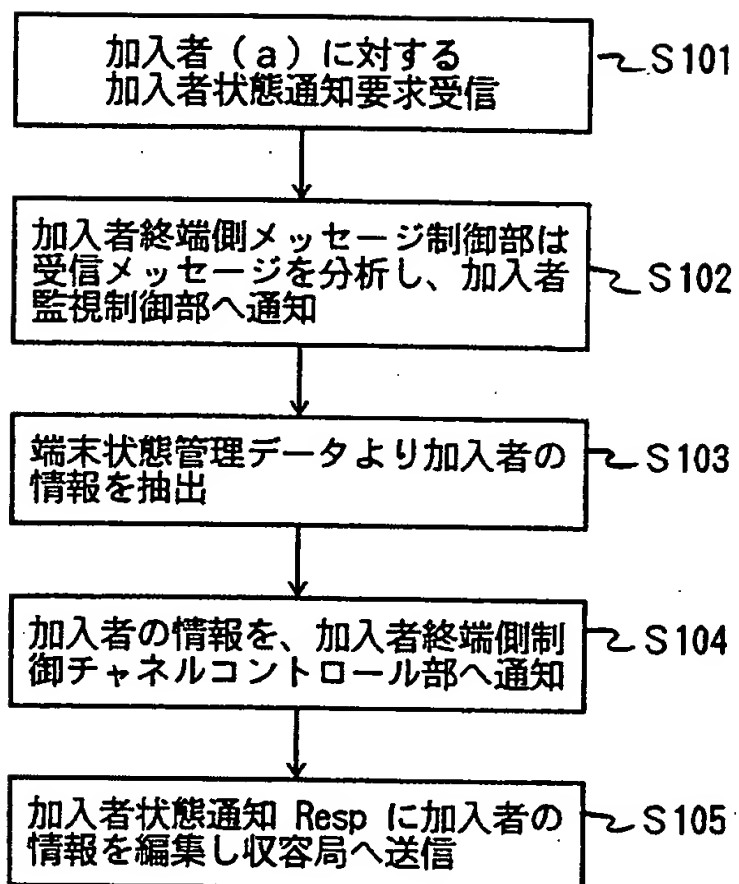 加入者(a)に対する
加入者状態通知要求受信
S101
加入者終端側メッセージ制御部は
受信メッセージを分析し、加入者
監視制御部へ通知
S102
端末状態管理データより加入者の
情報を抽出
S103
加入者の情報を、加入者終端側制
御チャネルコントロール部へ通知
S104
加入者状態通知 Resp に加入者の
情報を編集し収容局へ送信
S105